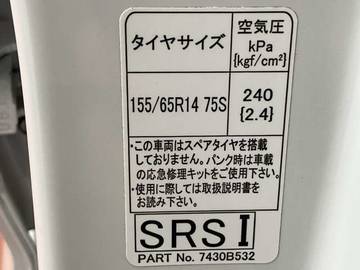 タイヤサイズ 空気圧
kPa
{kgf/cm²}
155/65R14 75S 240
{2.4}
・この車両はスペアタイヤを搭載
しておりません。パンク時は車載
の応急修理キットをご使用下さい。
・使用に際しては取扱説明書を
お読み下さい。
SRS I
PART No. 7430B532